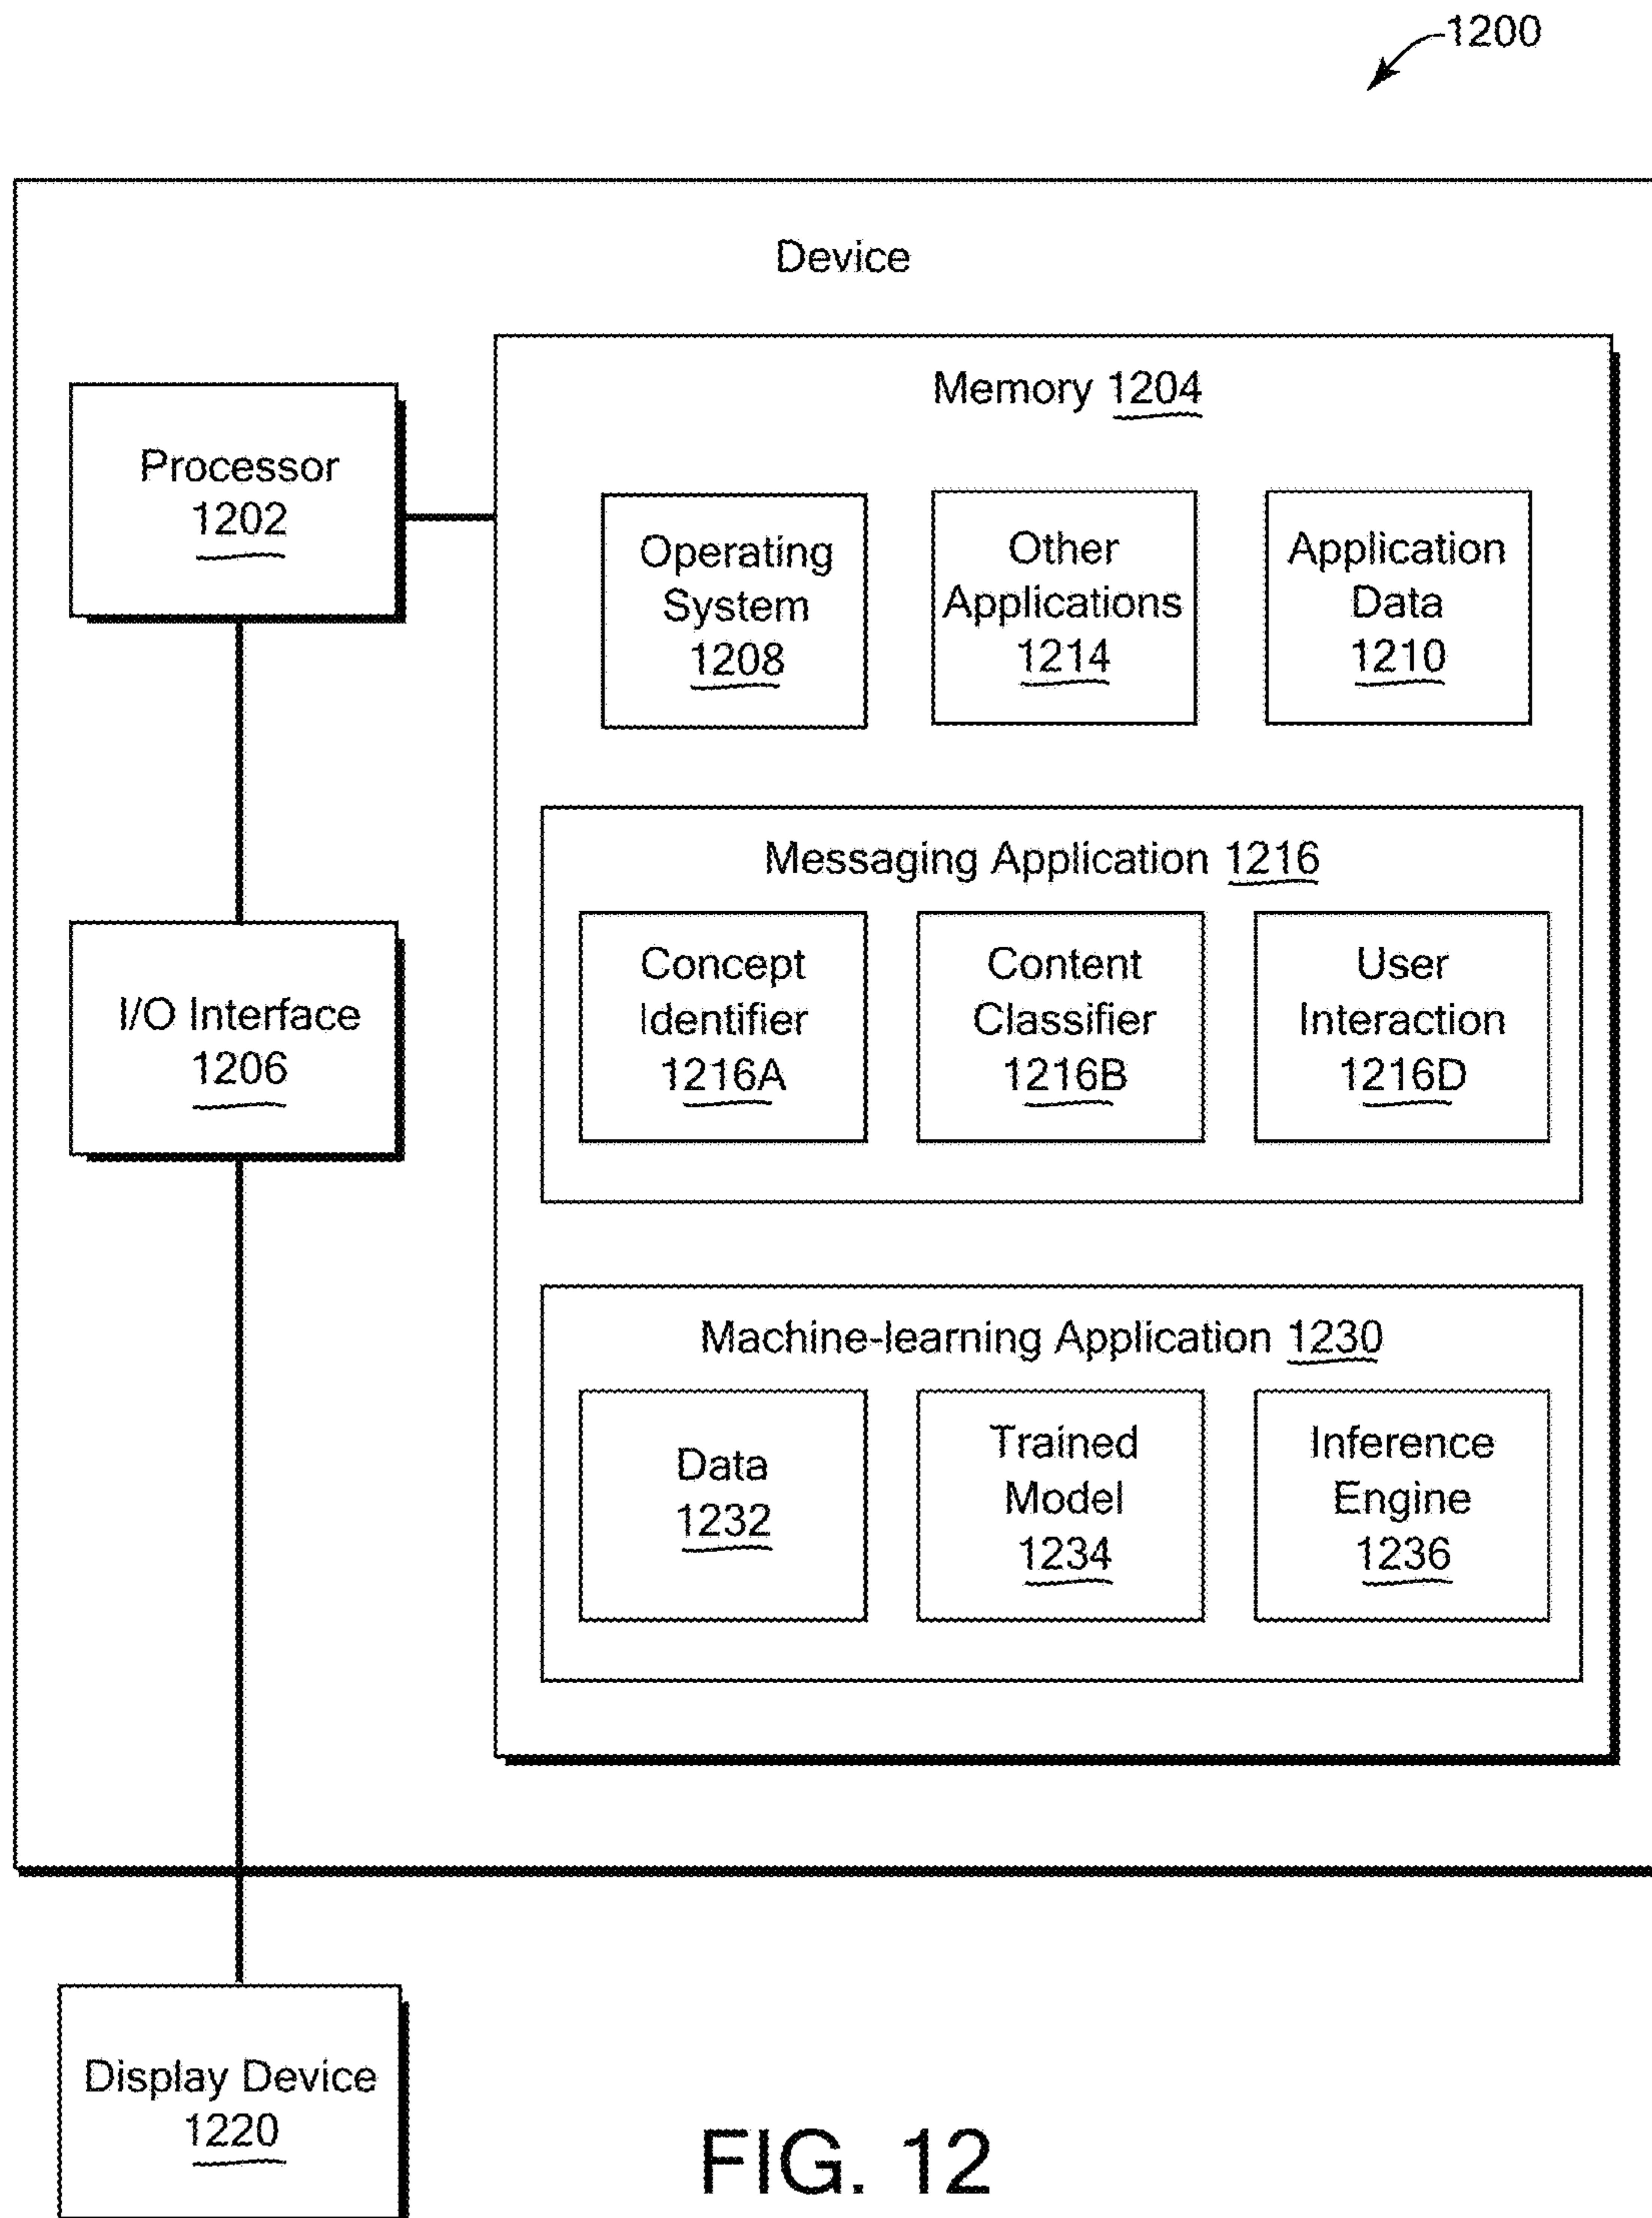 1200
Device
Memory 1204
Processor
1202
Operating
System
1208
Other
Applications
1214
Application
Data
1210
Messaging Application 1216
Concept
Identifier
1216A
Content
Classifier
1216B
User
Interaction
1216D
I/O Interface
1206
Machine-learning Application 1230
Data
1232
Trained
Model
1234
Inference
Engine
1236
Display Device
1220
FIG. 12